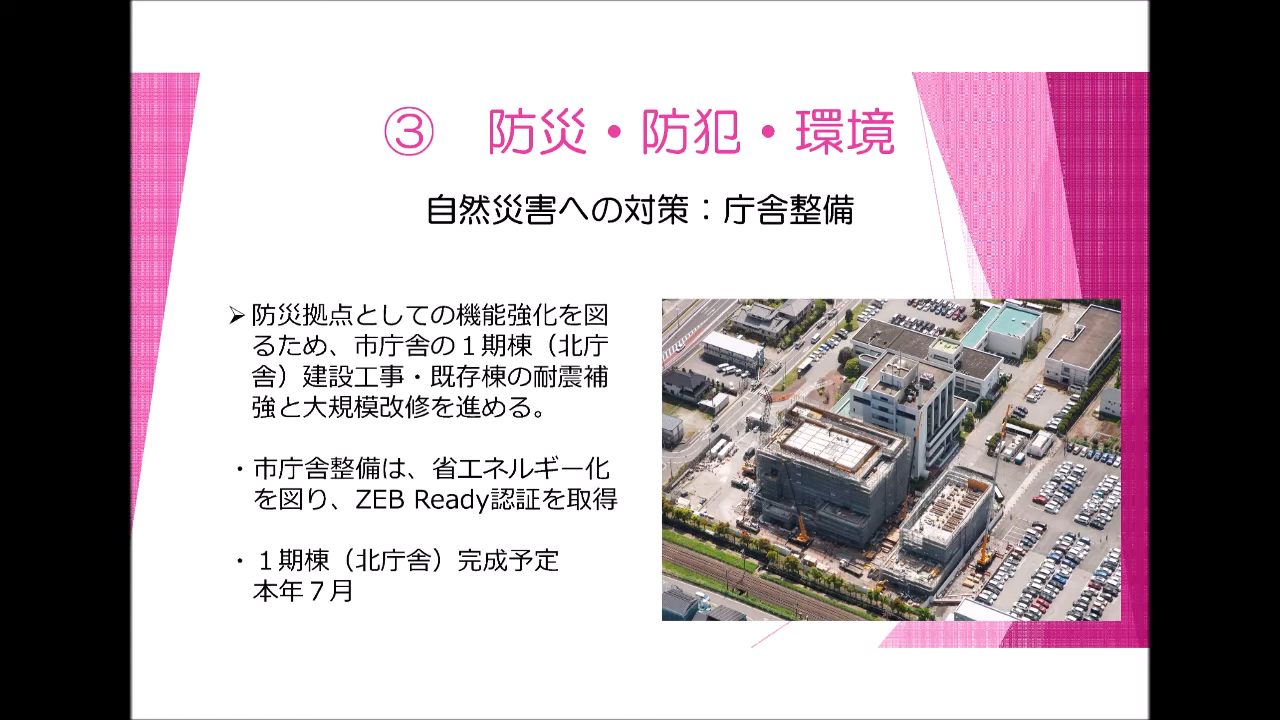 ③　防災・防犯・環境
自然災害への対策：庁舎整備
➢防災拠点としての機能強化を図
るため、市庁舎の１期棟（北庁
舎）建設工事・既存棟の耐震補
強と大規模改修を進める。
・市庁舎整備は、省エネルギー化
を図り、ZEB Ready認証を取得
・１期棟（北庁舎）完成予定
本年７月